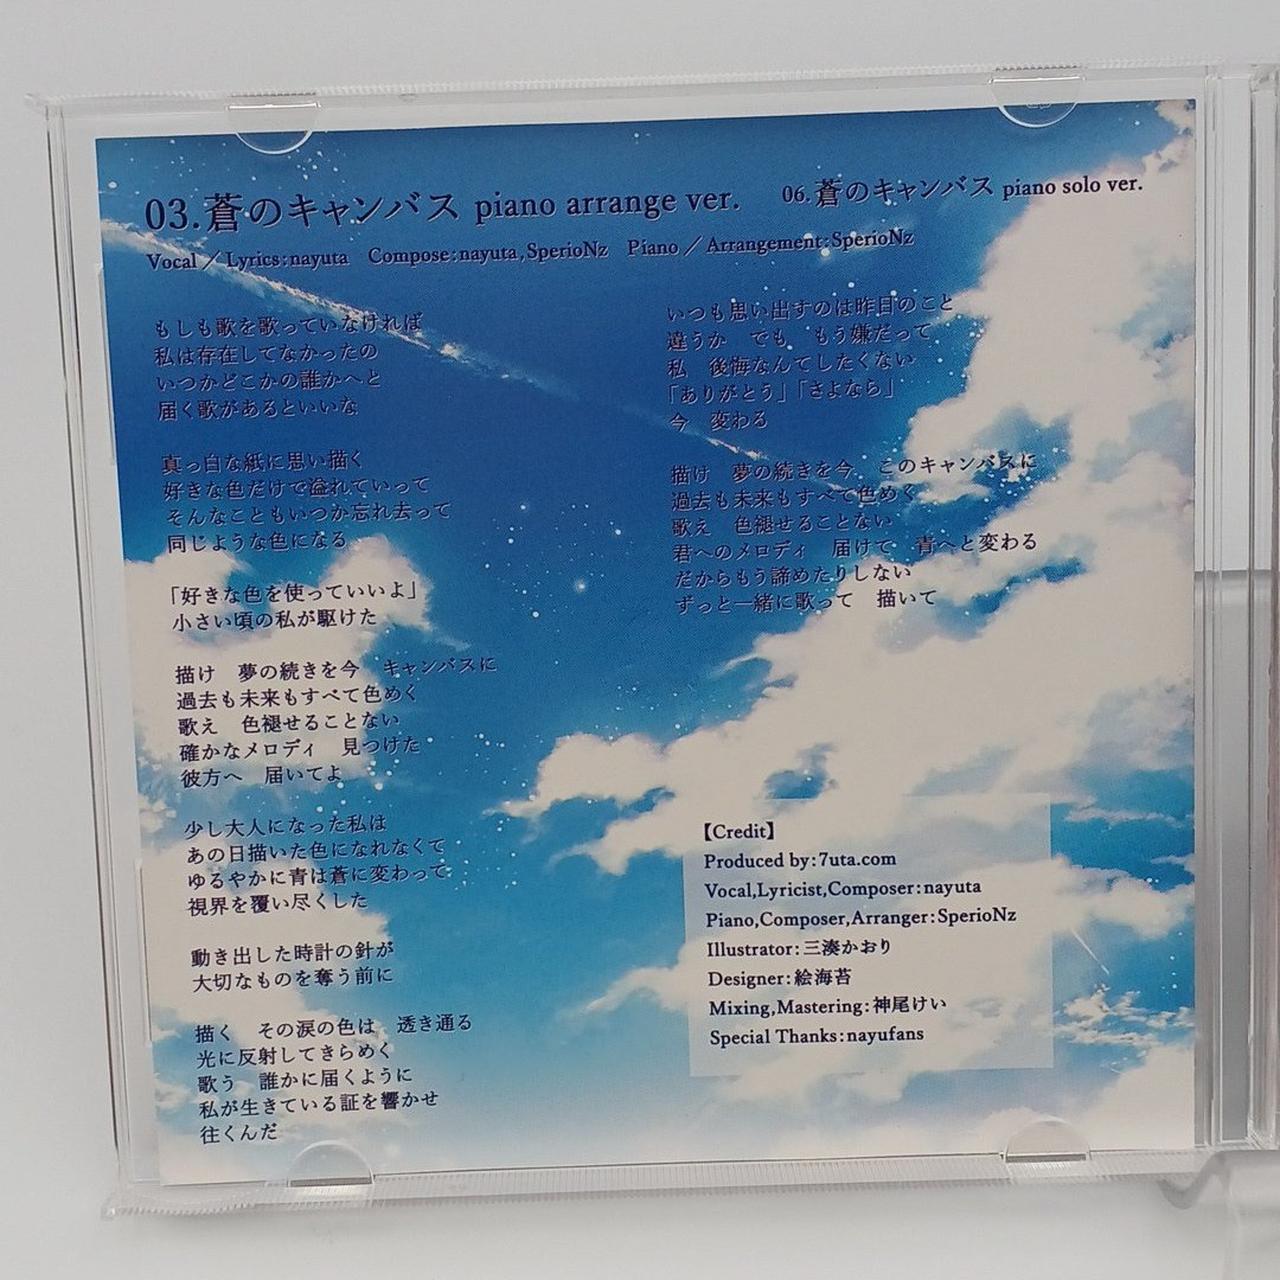 03.蒼のキャンバス piano arrange ver.
06.蒼のキャンバス piano solo ver.
Vocal／Lyrics:nayuta　Compose:nayuta,SperioNz　Piano／Arrangement:SperioNz
もしも歌を歌っていなければ
私は存在してなかったの
いつかどこかの誰かへと
届く歌があるといいな
真っ白な紙に思い描く
好きな色だけで溢れていって
そんなこともいつか忘れ去って
同じような色になる
「好きな色を使っていいよ」
小さい頃の私が駆けた
描け　夢の続きを今　キャンバスに
過去も未来もすべて色めく
歌え　色褪せることない
確かなメロディ　見つけた
彼方へ　届いてよ
少し大人になった私は
あの日描いた色になれなくて
ゆるやかに青は蒼に変わって
視界を覆い尽くした
動き出した時計の針が
大切なものを奪う前に
描く　その涙の色は　透き通る
光に反射してきらめく
歌う　誰かに届くように
私が生きている証を響かせ
往くんだ
いつも思い出すのは昨日のこと
違うか　でも　もう嫌だって
私　後悔なんてしたくない
「ありがとう」「さよなら」
今　変わる
描け　夢の続きを今　このキャンバスに
過去も未来もすべて色めく
歌え　色褪せることない
君へのメロディ　届けて　青へと変わる
だからもう諦めたりしない
ずっと一緒に歌って　描いて
【Credit】
Produced by:7uta.com
Vocal,Lyricist,Composer:nayuta
Piano,Composer,Arranger:SperioNz
Illustrator:三湊かおり
Designer:絵海苔
Mixing,Mastering:神尾けい
Special Thanks:nayufans